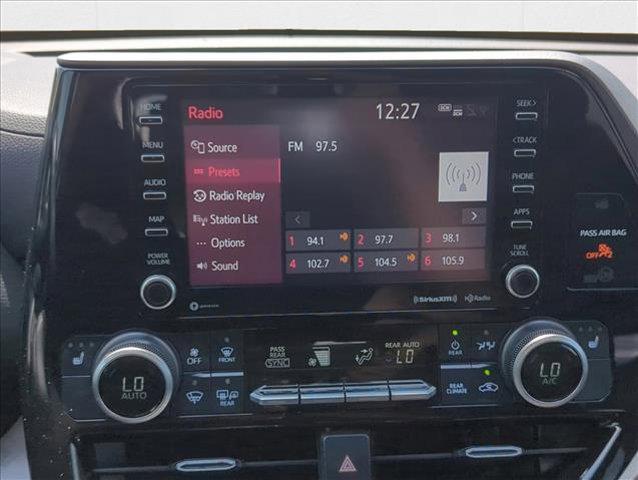 HOME
MENU
AUDIO
MAP
POWER
VOLUME
Radio
12:27
Source
Presets
Radio Replay
Station List
Options
Sound
FM 97.5
1 94.1 2 97.7 3 98.1
4 102.7 5 104.5 6 105.9
SEEK>
<TRACK
PHONE
APPS
TUNE
SCROLL
((SiriusXM)) HD Radio
PASS AIR BAG
OFF 2
LO
AUTO
OFF
FRONT
REAR
PASS
REAR
SYNC
REAR AUTO
LO
REAR
REAR
CLIMATE
LO
A/C